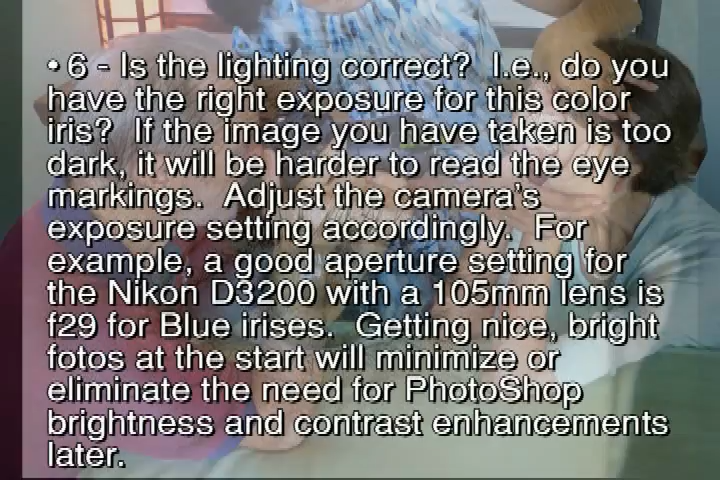 • 6 - Is the lighting correct?  I.e., do you
have the right exposure for this color
iris?  If the image you have taken is too
dark, it will be harder to read the eye
markings.  Adjust the camera's
exposure setting accordingly.  For
example, a good aperture setting for
the Nikon D3200 with a 105mm lens is
f29 for Blue irises.  Getting nice, bright
fotos at the start will minimize or
eliminate the need for PhotoShop
brightness and contrast enhancements
later.